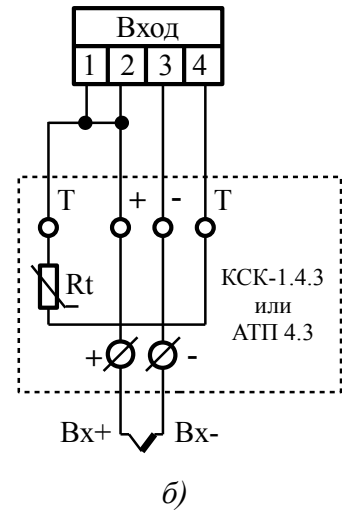 Вход
1 2 3 4
T + - T
Rt
КСК-1.4.3
или
АТП 4.3
+ -
Вх+ Вх-
б)